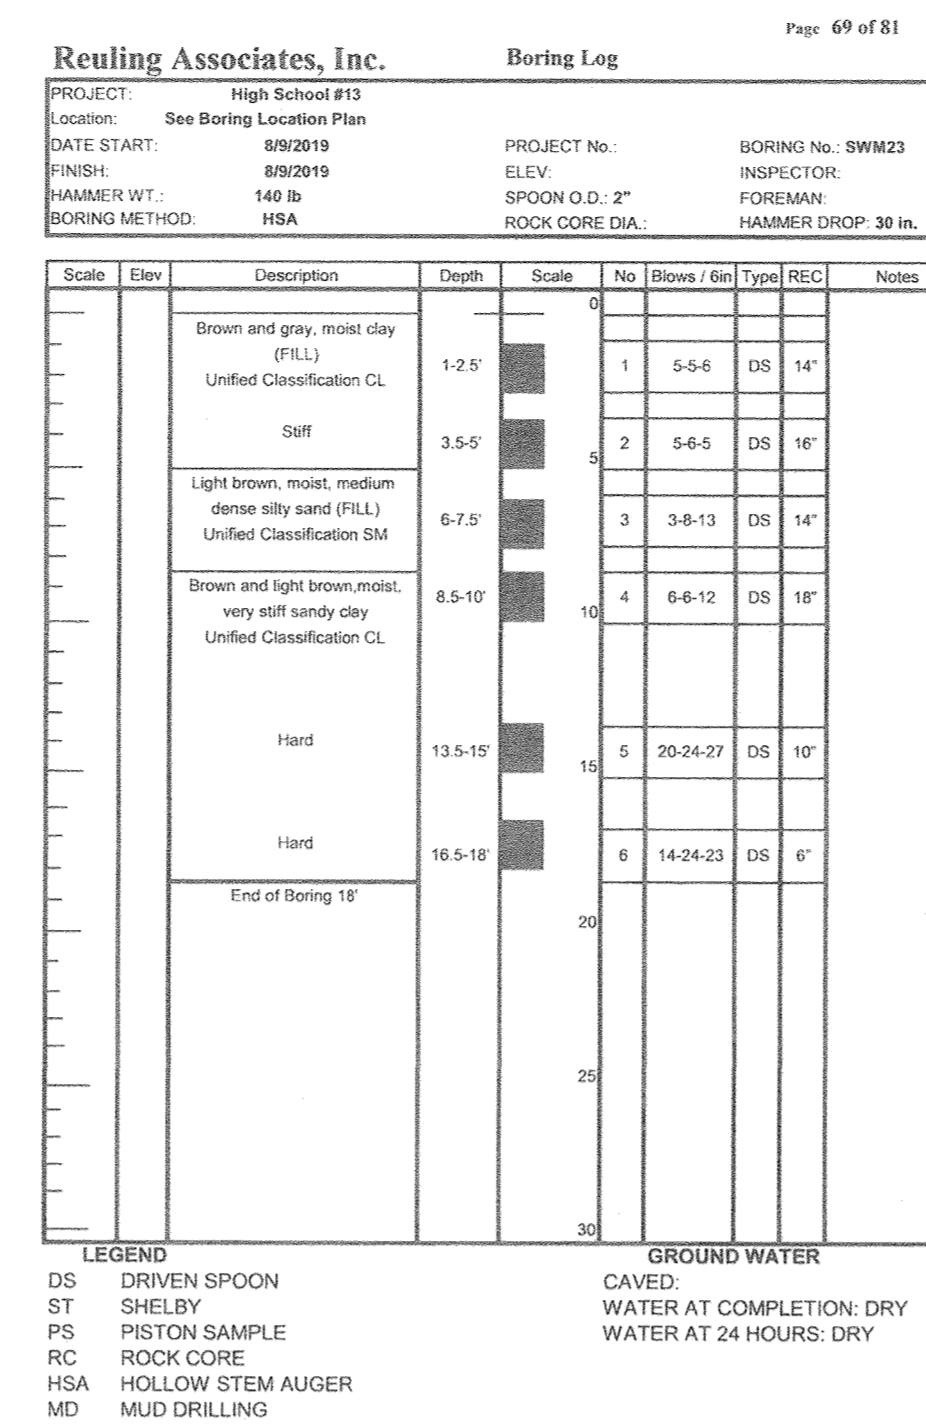 Page 69 of 81
Reuling Associates, Inc. Boring Log
PROJECT: High School #13
Location: See Boring Location Plan
DATE START: 8/9/2019 PROJECT No.: BORING No.: SWM23
FINISH: 8/9/2019 ELEV: INSPECTOR:
HAMMER WT.: 140 lb SPOON O.D.: 2" FOREMAN:
BORING METHOD: HSA ROCK CORE DIA.: HAMMER DROP: 30 in.
Scale Elev Description Depth Scale No Blows / 6in Type REC Notes
0
Brown and gray, moist clay
(FILL)
1-2.5' 1 5-5-6 DS 14"
Unified Classification CL
Stiff
3.5-5' 2 5-6-5 DS 16"
5
Light brown, moist, medium
dense silty sand (FILL)
6-7.5' 3 3-8-13 DS 14"
Unified Classification SM
Brown and light brown,moist,
8.5-10' 4 6-6-12 DS 18"
very stiff sandy clay
10
Unified Classification CL
Hard
13.5-15' 5 20-24-27 DS 10"
15
Hard
16.5-18' 6 14-24-23 DS 6"
End of Boring 18'
20
25
30
LEGEND
DS DRIVEN SPOON
ST SHELBY
PS PISTON SAMPLE
RC ROCK CORE
HSA HOLLOW STEM AUGER
MD MUD DRILLING
GROUND WATER
CAVED:
WATER AT COMPLETION: DRY
WATER AT 24 HOURS: DRY